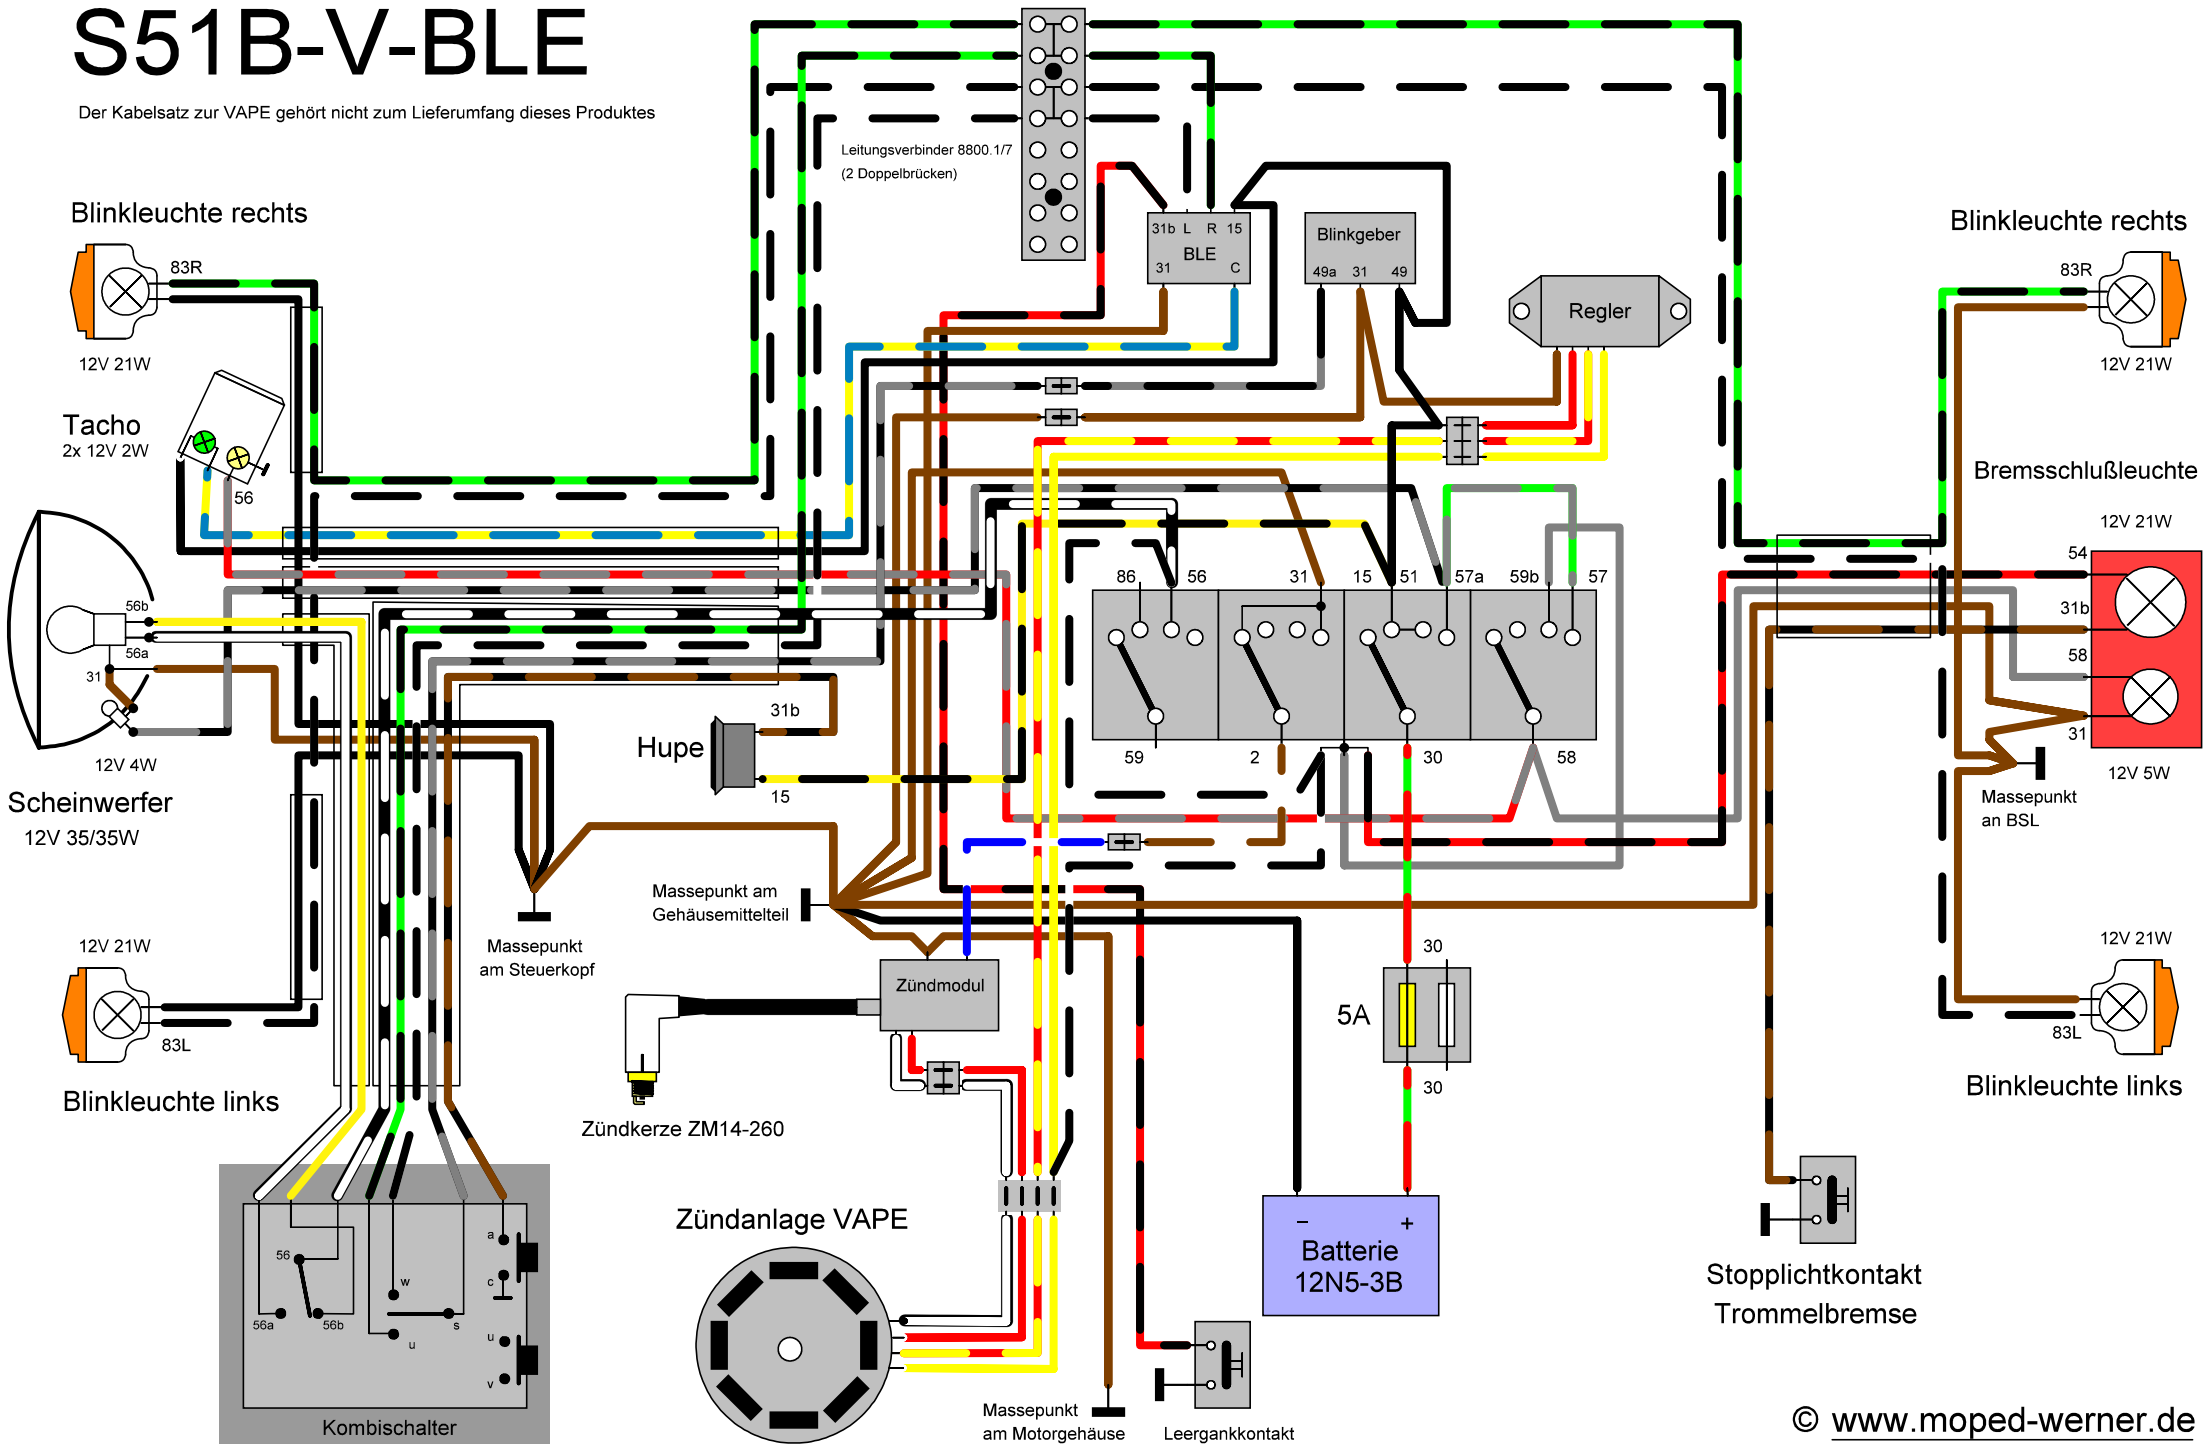 S51B-V-BLE
Der Kabelsatz zur VAPE gehört nicht zum Lieferumfang dieses Produktes
Leitungsverbinder 8800.1/7
(2 Doppelbrücken)
Blinkleuchte rechts
83R
12V 21W
Tacho
2x 12V 2W
56
56b
56a
31
12V 4W
Scheinwerfer
12V 35/35W
12V 21W
83L
Blinkleuchte links
31b L R 15
BLE
31 C
Blinkgeber
49a 31 49
Regler
Blinkleuchte rechts
83R
12V 21W
Bremsschlußleuchte
12V 21W
54
31b
58
31
12V 5W
Massepunkt
an BSL
12V 21W
83L
Blinkleuchte links
86 56 31 15 51 57a 59b 57
59 2 30 58
31b
Hupe
15
Massepunkt
am Steuerkopf
Massepunkt am
Gehäusemittelteil
Zündmodul
Zündkerze ZM14-260
30
5A
30
Zündanlage VAPE
– +
Batterie
12N5-3B
Stopplichtkontakt
Trommelbremse
56
56a
56b
w
s
u
a
c
u
v
Kombischalter
Massepunkt
am Motorgehäuse
Leergankkontakt
© www.moped-werner.de